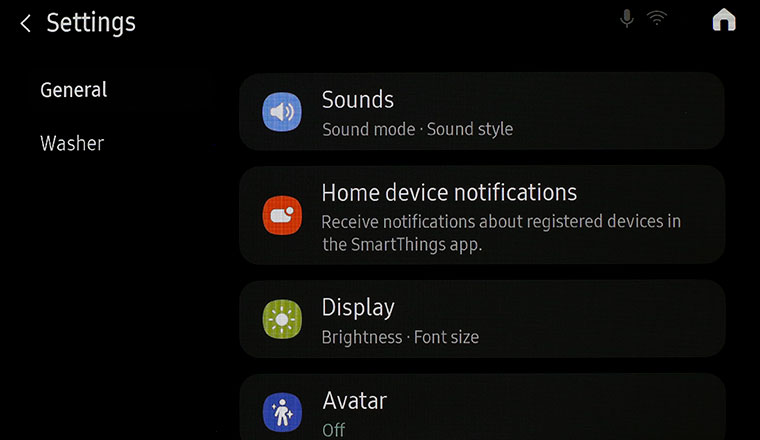 Settings
General
Washer
Sounds
Sound mode · Sound style
Home device notifications
Receive notifications about registered devices in
the SmartThings app.
Display
Brightness · Font size
Avatar
Off